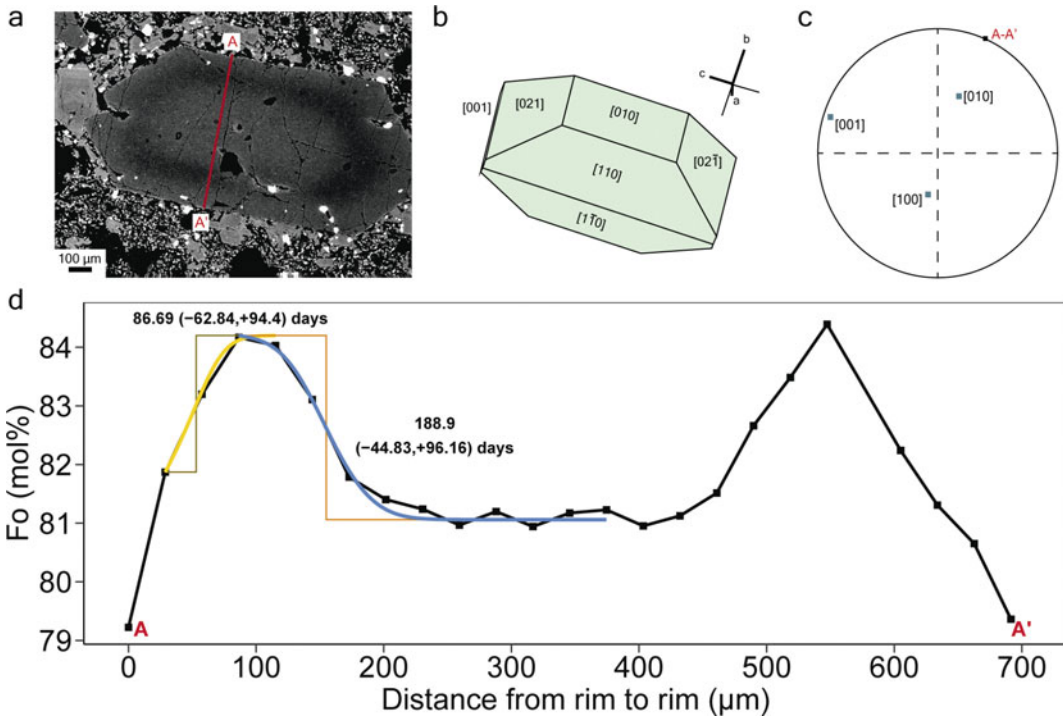 a
A
A'
100 µm
b
b
c
a
[001]
[021]
[010]
[110]
[021̅]
[11̅0]
c
A-A'
[010]
[001]
[100]
d
86.69 (−62.84,+94.4) days
188.9
(−44.83,+96.16) days
Fo (mol%)
84
83
82
81
80
79
A
A'
0 100 200 300 400 500 600 700
Distance from rim to rim (µm)